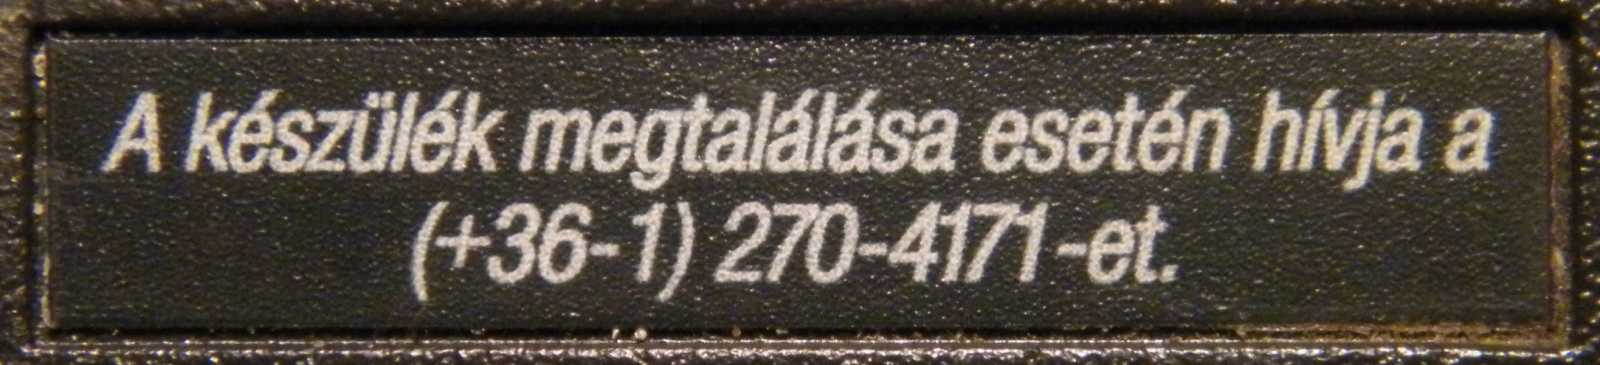 A készülék megtalálása esetén hívja a
(+36-1) 270-4171-et.